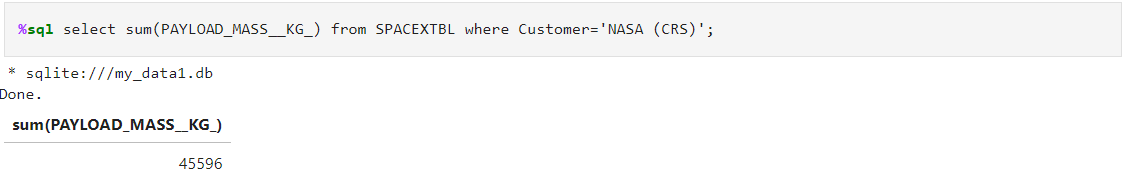 %sql select sum(PAYLOAD_MASS__KG_) from SPACEXTBL where Customer='NASA (CRS)';
* sqlite:///my_data1.db
Done.
sum(PAYLOAD_MASS__KG_)
45596